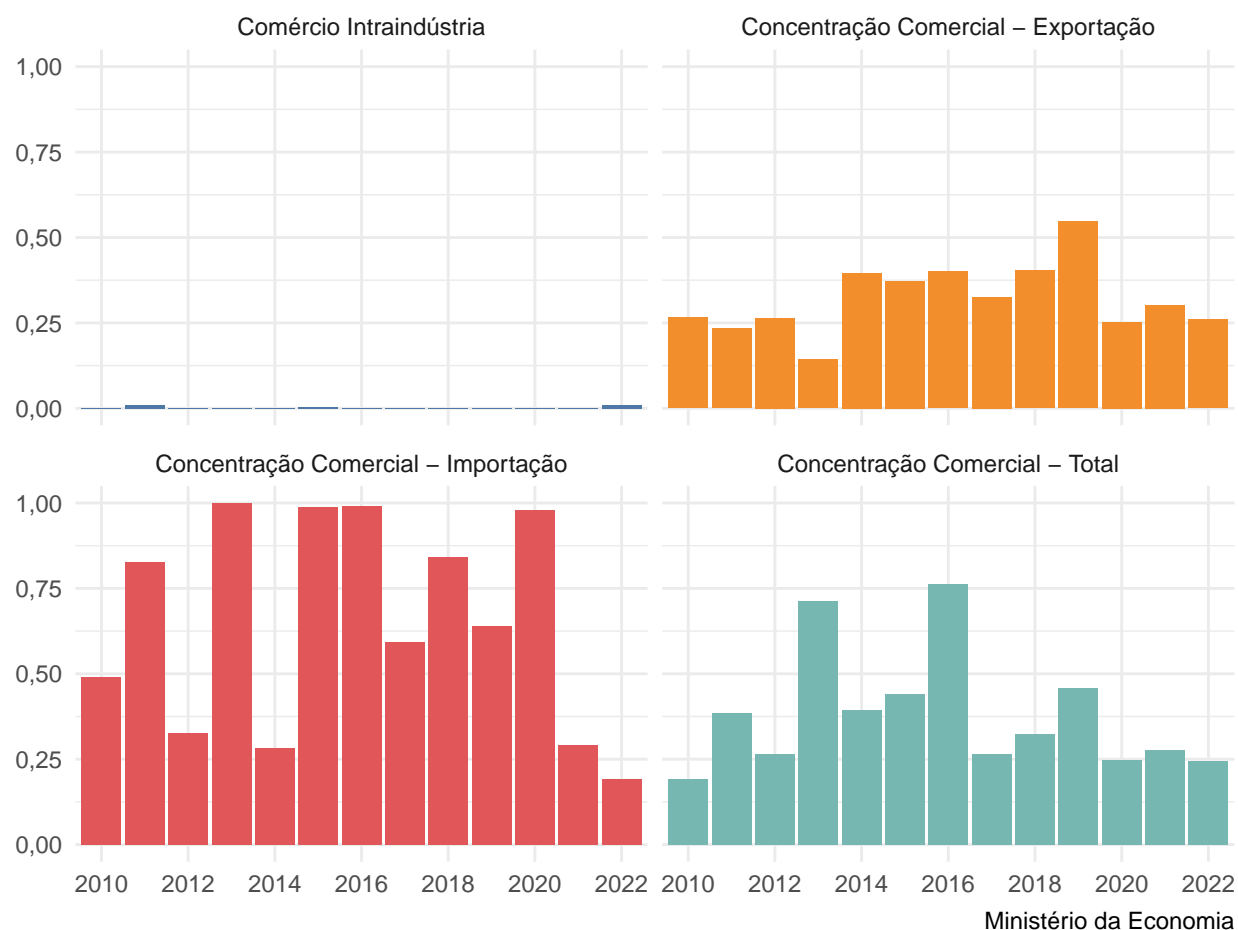 Comércio Intraindústria
Concentração Comercial – Exportação
1,00
0,75
0,50
0,25
0,00
Concentração Comercial – Importação
Concentração Comercial – Total
1,00
0,75
0,50
0,25
0,00
2010 2012 2014 2016 2018 2020 2022
2010 2012 2014 2016 2018 2020 2022
Ministério da Economia